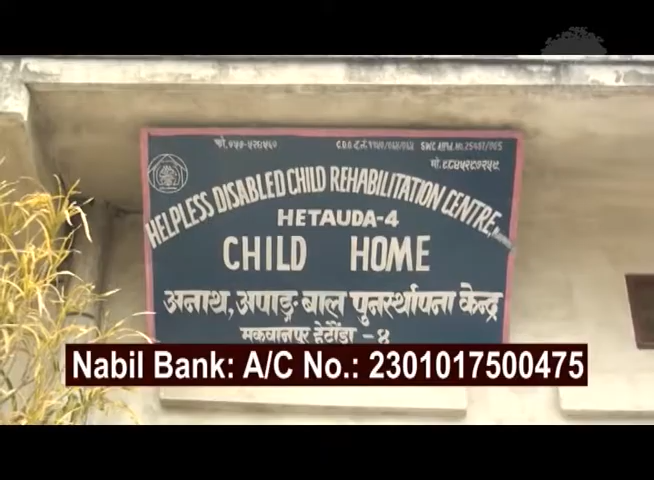 HELPLESS DISABLED CHILD REHABILITATION CENTRE,
HETAUDA-4
CHILD HOME
अनाथ, अपाङ्ग बाल पुनर्स्थापना केन्द्र
मकवानपुर हेटौंडा -४
Nabil Bank: A/C No.: 2301017500475